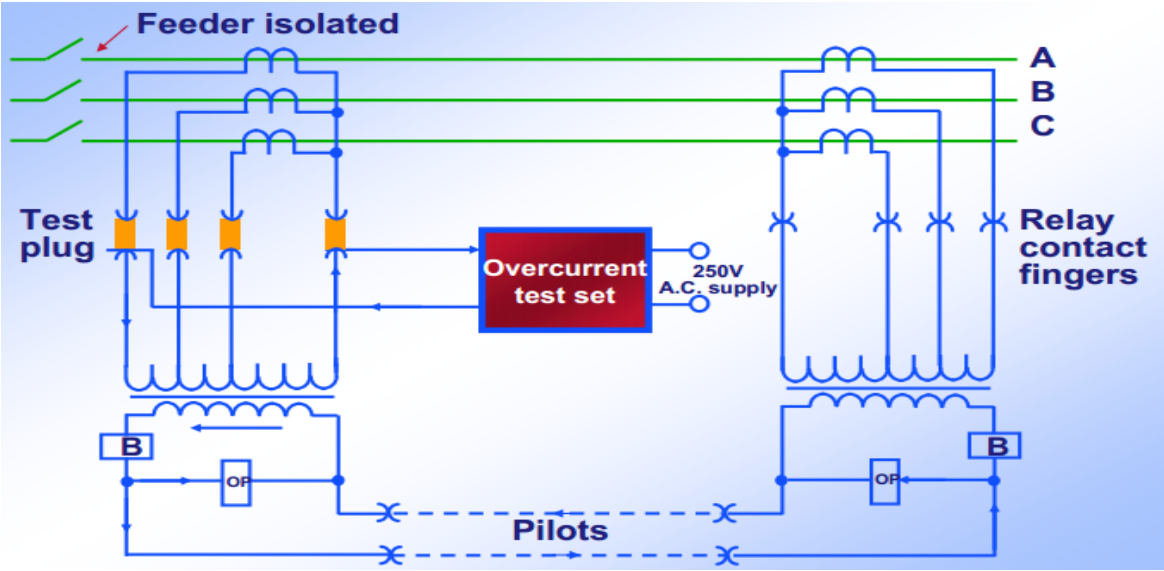 Feeder isolated
A
B
C
Test
plug
Overcurrent
test set
250V
A.C. supply
Relay
contact
fingers
B
OP
B
OP
Pilots